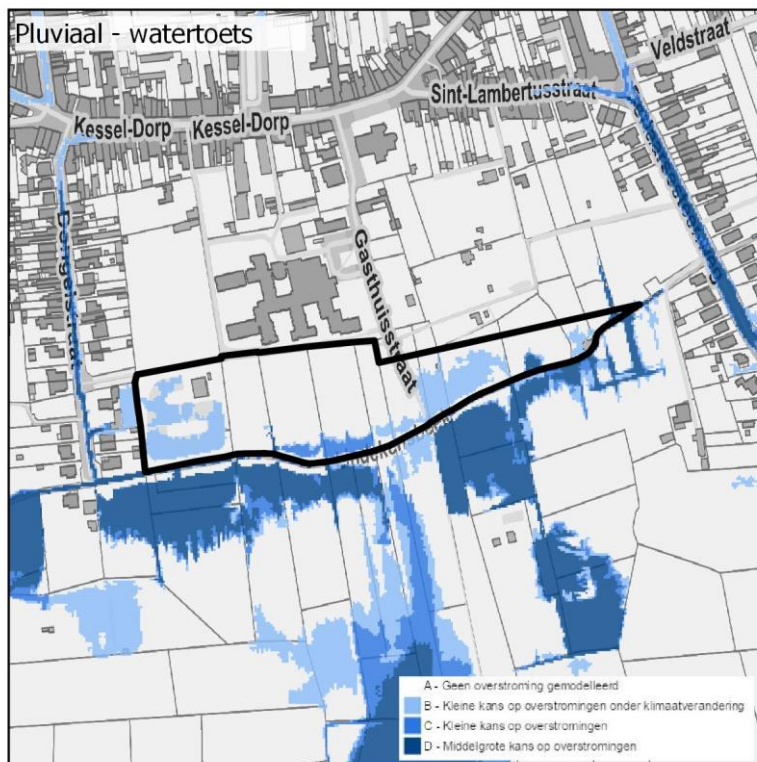 Pluviaal - watertoets
Veldstraat
Sint-Lambertusstraat
Kessel-Dorp
Kessel-Dorp
Gasthuisstraat
A - Geen overstroming gemodelleerd
B - Kleine kans op overstromingen onder klimaatverandering
C - Kleine kans op overstromingen
D - Middelgrote kans op overstromingen